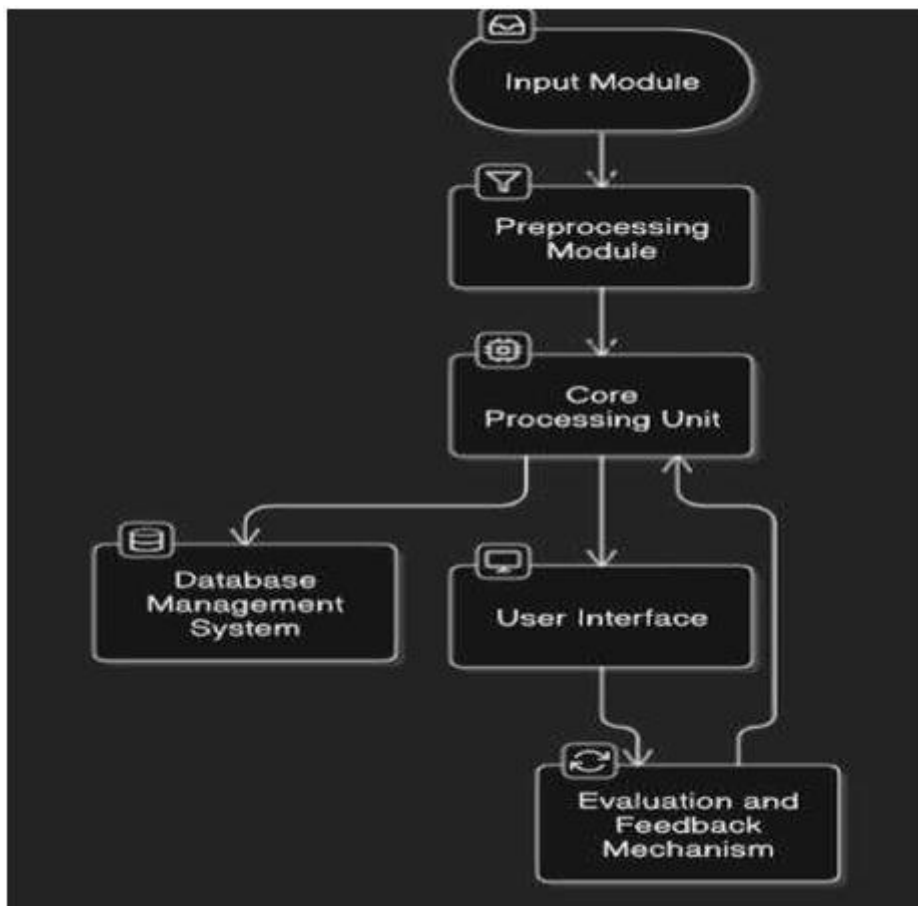 Input Module
Preprocessing
Module
Core
Processing Unit
Database
Management
System
User Interface
Evaluation and
Feedback
Mechanism